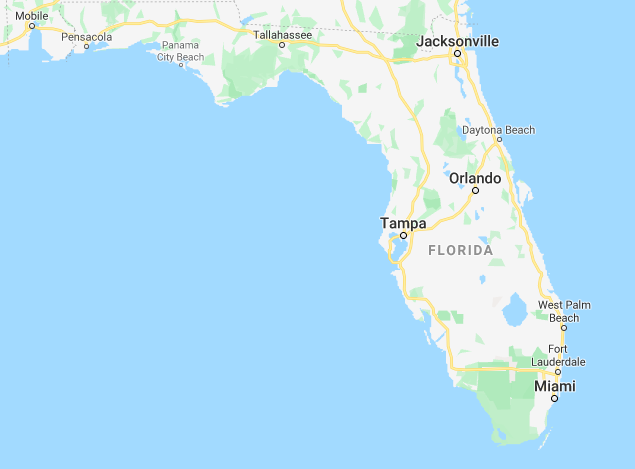 Mobile
Pensacola
Panama
City Beach
Tallahassee
Jacksonville
Daytona Beach
Orlando
Tampa
FLORIDA
West Palm
Beach
Fort
Lauderdale
Miami